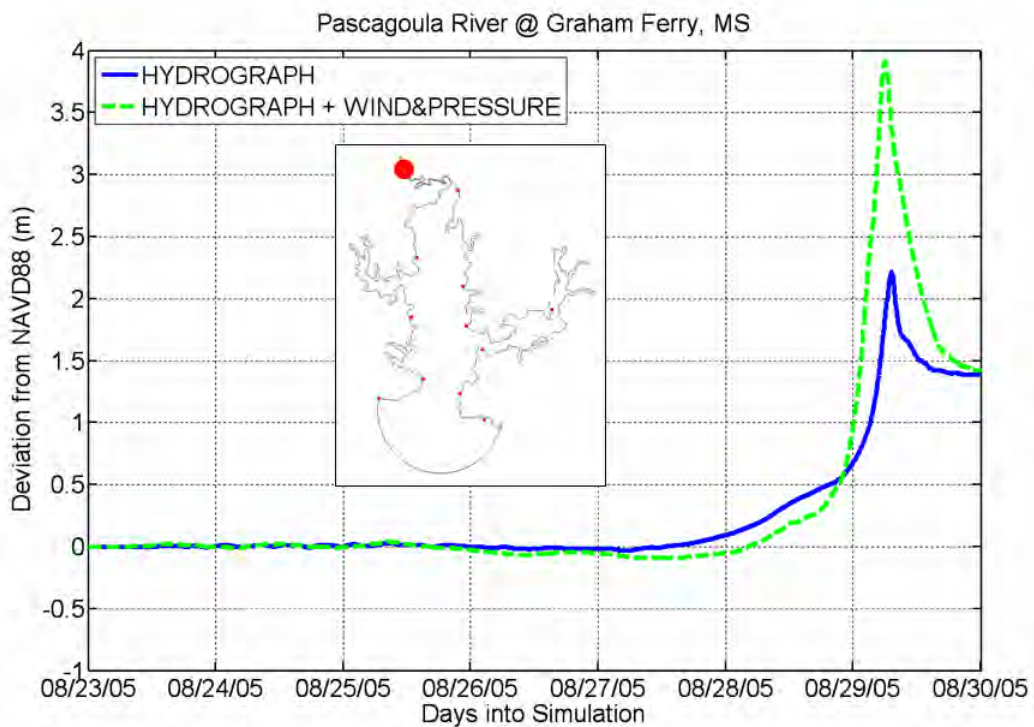 Pascagoula River @ Graham Ferry, MS
HYDROGRAPH
HYDROGRAPH + WIND&PRESSURE
Deviation from NAVD88 (m)
4
3.5
3
2.5
2
1.5
1
0.5
0
-0.5
-1
08/23/05 08/24/05 08/25/05 08/26/05 08/27/05 08/28/05 08/29/05 08/30/05
Days into Simulation